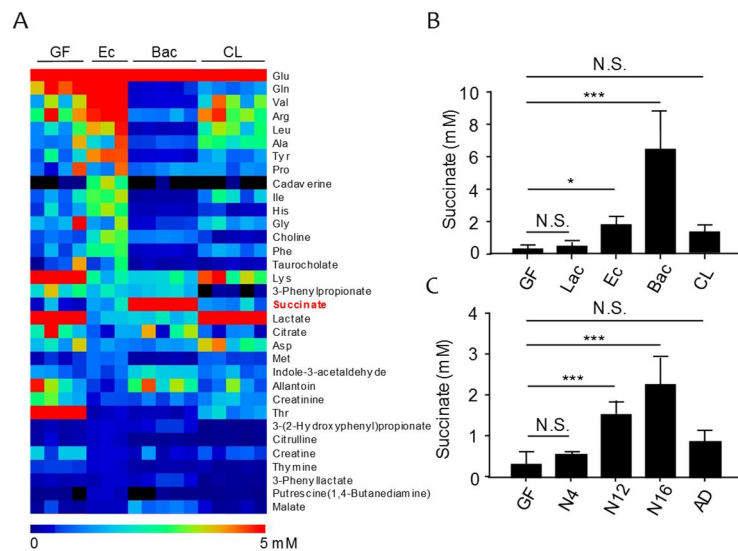 A
GF Ec Bac CL
Glu
Gln
Val
Arg
Leu
Ala
Tyr
Pro
Cadaverine
Ile
His
Gly
Choline
Phe
Taurocholate
Lys
3-Phenylpropionate
Succinate
Lactate
Citrate
Asp
Met
Indole-3-acetaldehyde
Allantoin
Creatinine
Thr
3-(2-Hydroxyphenyl)propionate
Citrulline
Creatine
Thymine
3-Phenyllactate
Putrescine(1,4-Butanediamine)
Malate
0 5 mM
B
N.S.
***
*
N.S.
Succinate (mM)
10
8
6
4
2
0
GF Lac Ec Bac CL
C
N.S.
***
***
N.S.
Succinate (mM)
4
3
2
1
0
GF N4 N12 N16 AD